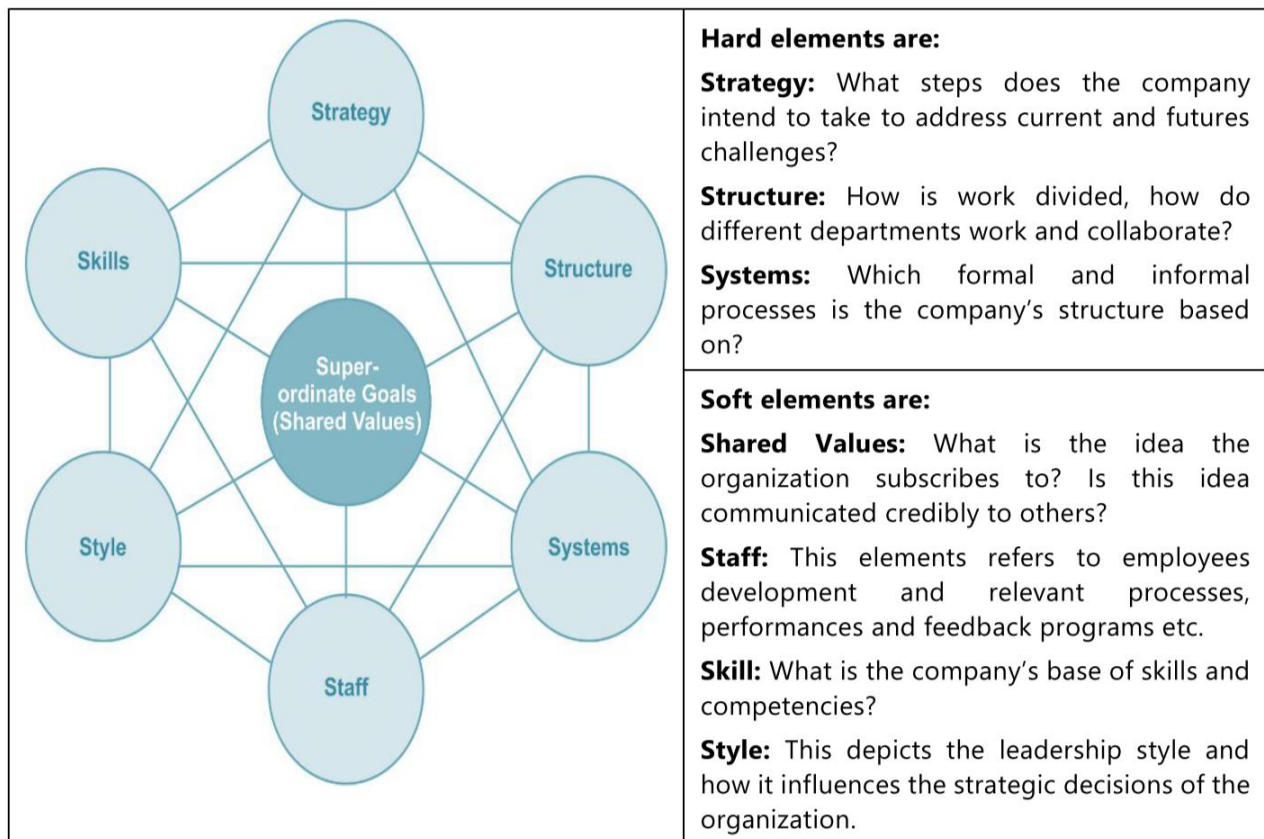 Strategy
Skills
Structure
Super-
ordinate Goals
(Shared Values)
Style
Systems
Staff
Hard elements are:
Strategy: What steps does the company
intend to take to address current and futures
challenges?
Structure: How is work divided, how do
different departments work and collaborate?
Systems: Which formal and informal
processes is the company's structure based
on?
Soft elements are:
Shared Values: What is the idea the
organization subscribes to? Is this idea
communicated credibly to others?
Staff: This elements refers to employees
development and relevant processes,
performances and feedback programs etc.
Skill: What is the company's base of skills and
competencies?
Style: This depicts the leadership style and
how it influences the strategic decisions of the
organization.